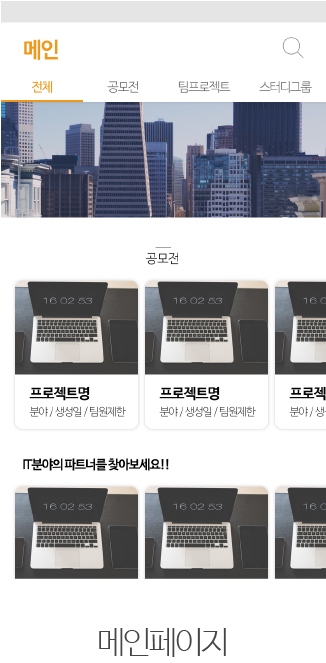 메인
전체 공모전 팀프로젝트 스터디그룹
공모전
16 02 53 16 02 53 16 02
프로젝트명 프로젝트명 프로젝
분야 / 생성일 / 팀원제한 분야 / 생성일 / 팀원제한 분야 / 생
IT분야의 파트너를 찾아보세요!!
16 02 53 16 02 53 16 02
메인페이지